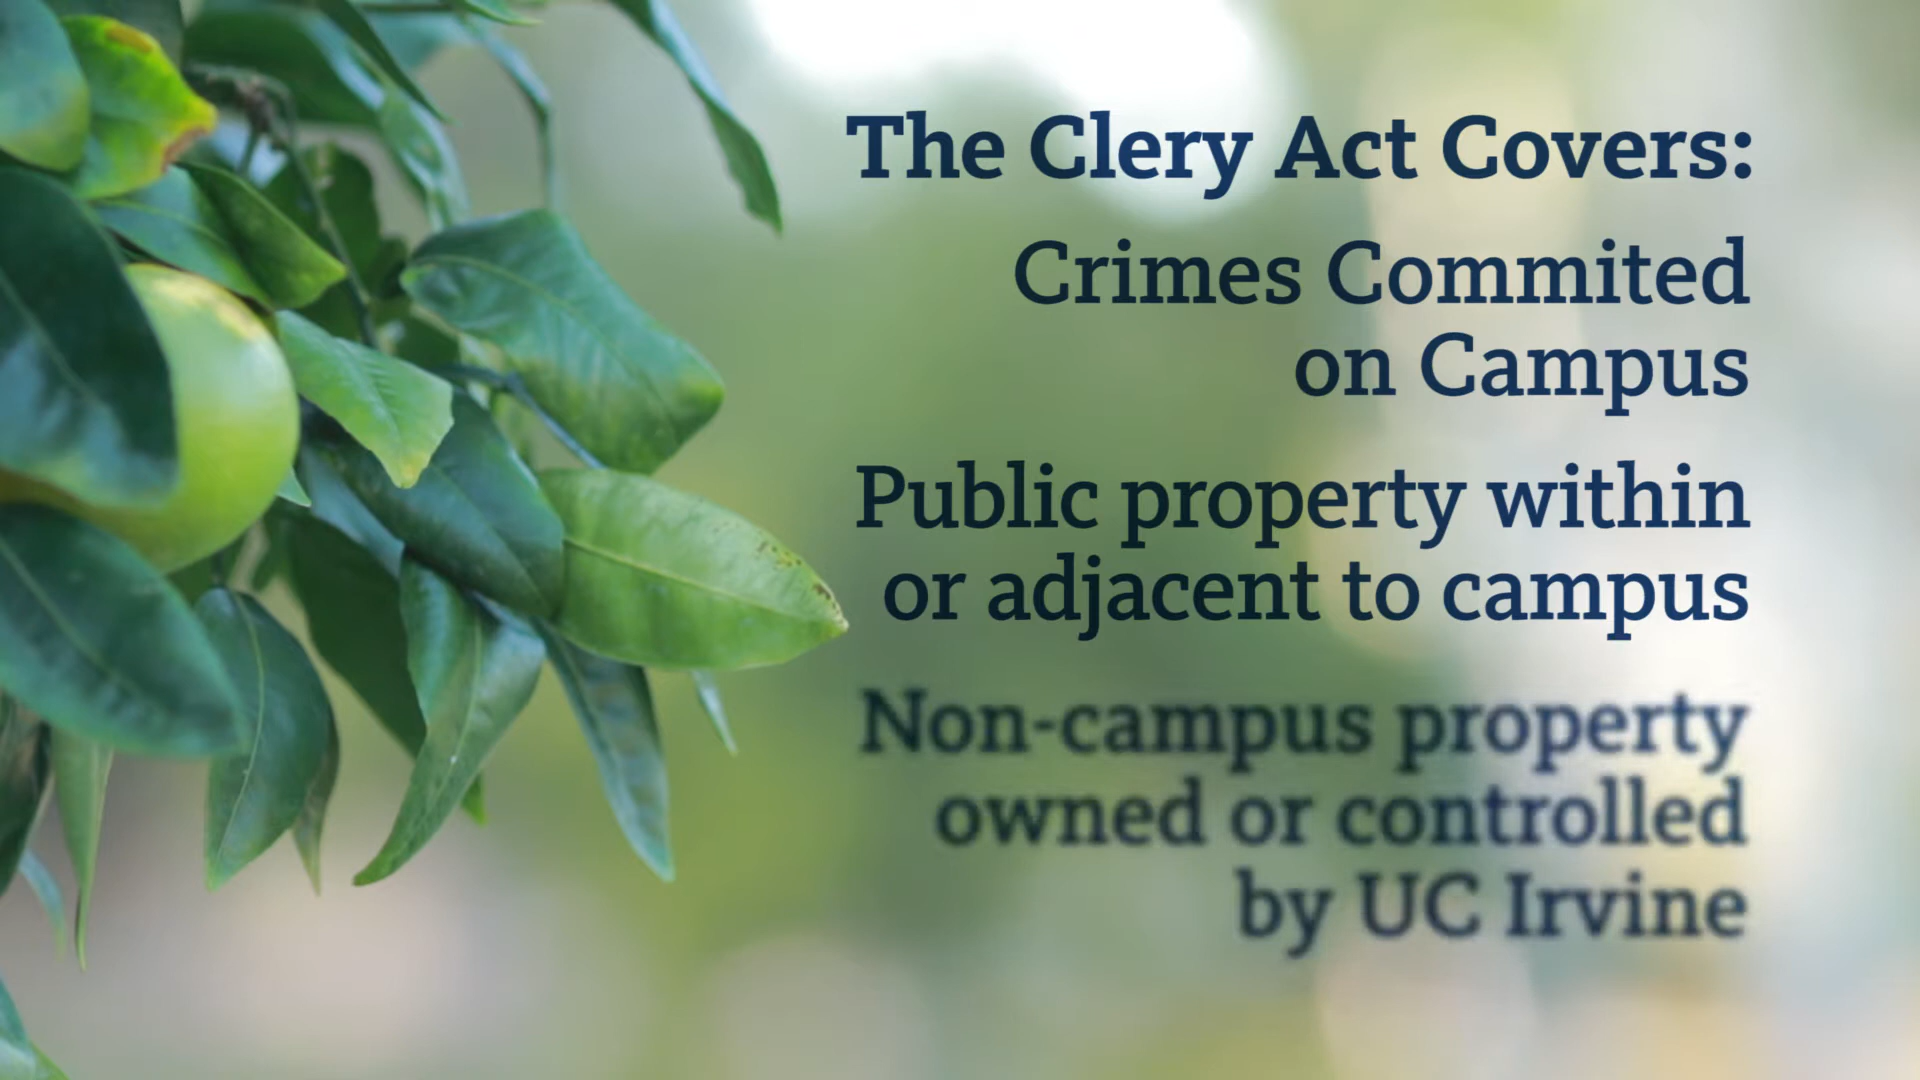 The Clery Act Covers:
Crimes Commited
on Campus
Public property within
or adjacent to campus
Non-campus property
owned or controlled
by UC Irvine